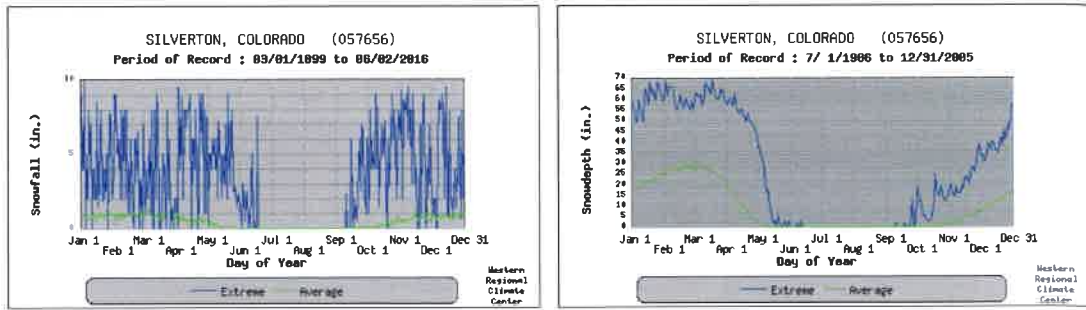 SILVERTON, COLORADO (057656)
Period of Record : 03/01/1899 to 06/02/2016
Snowfall (in.)
10
5
0
Jan 1 Mar 1 May 1 Jul 1 Sep 1 Nov 1 Dec 31
Feb 1 Apr 1 Jun 1 Aug 1 Oct 1 Dec 1
Day of Year
Extreme Average
Western
Regional
Climate
Center
SILVERTON, COLORADO (057656)
Period of Record : 7/ 1/1906 to 12/31/2005
Snowdepth (in.)
70
65
60
55
50
45
40
35
30
25
20
15
10
5
0
Jan 1 Mar 1 May 1 Jul 1 Sep 1 Nov 1 Dec 31
Feb 1 Apr 1 Jun 1 Aug 1 Oct 1 Dec 1
Day of Year
Extreme Average
Western
Regional
Climate
Center